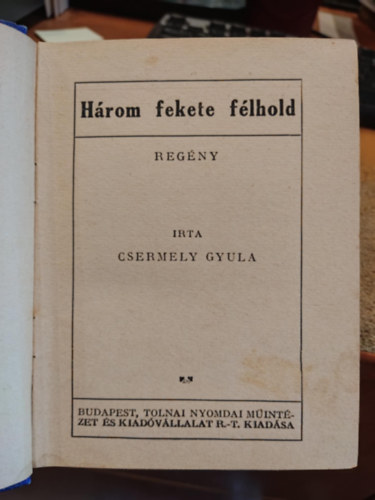 Három fekete félhold
REGÉNY
IRTA
CSERMELY GYULA
BUDAPEST, TOLNAI NYOMDAI MŰINTÉ-
ZET ÉS KIADÓVÁLLALAT R.-T. KIADÁSA